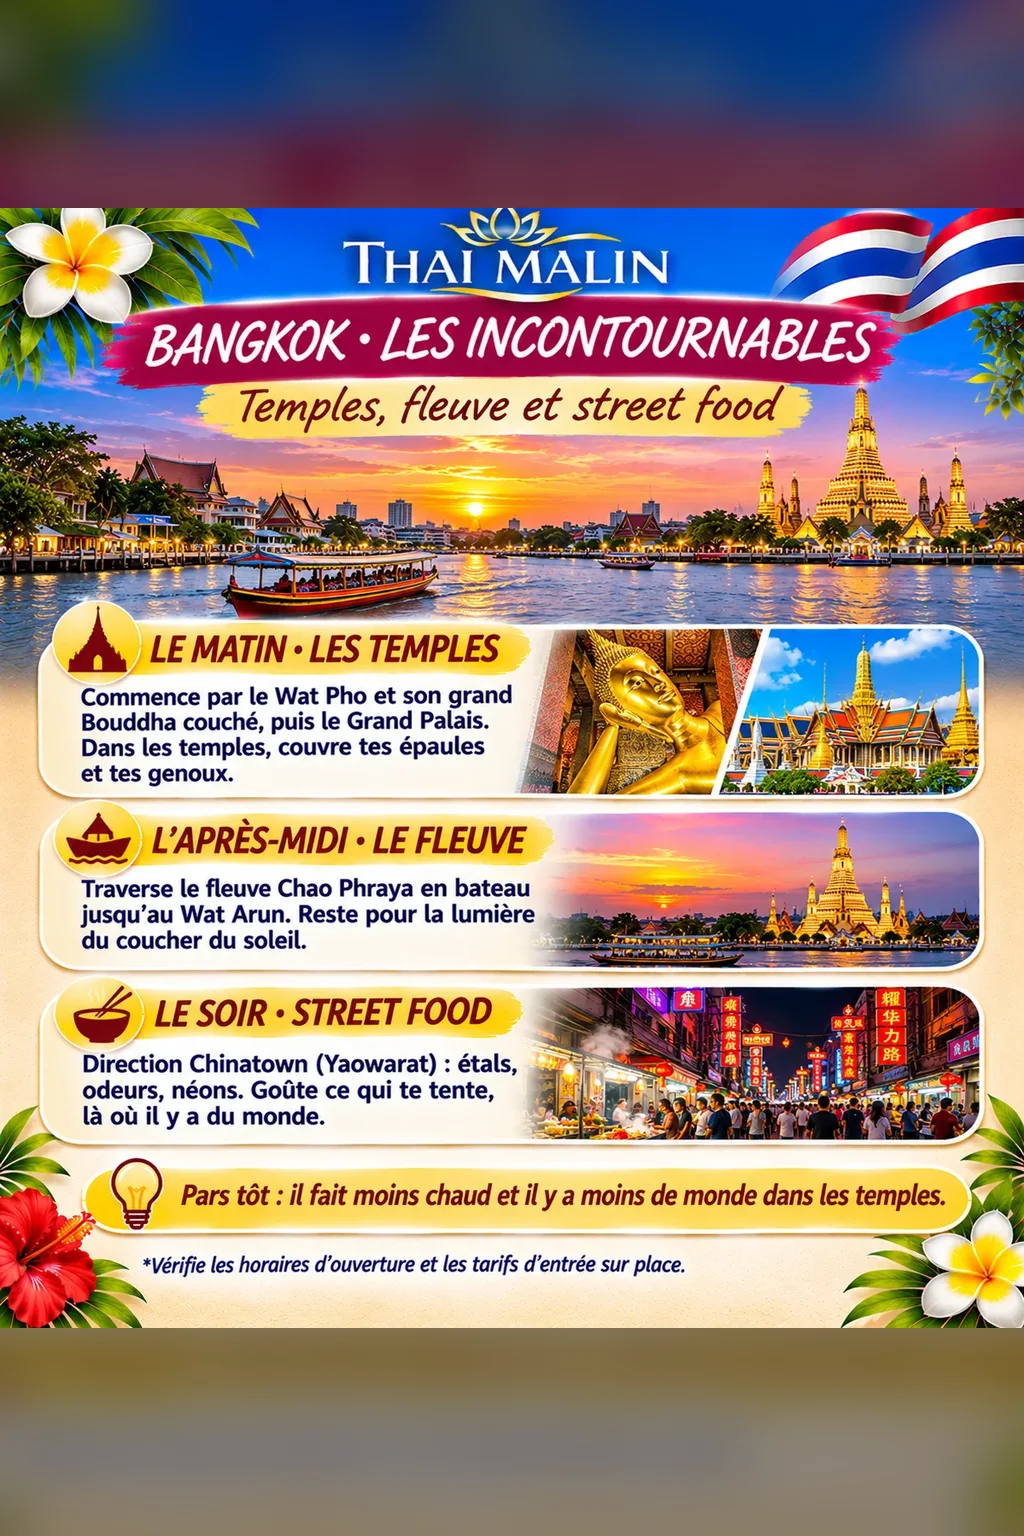 THAI MALIN
BANGKOK · LES INCONTOURNABLES
Temples, fleuve et street food
LE MATIN · LES TEMPLES
Commence par le Wat Pho et son grand
Bouddha couché, puis le Grand Palais.
Dans les temples, couvre tes épaules
et tes genoux.
L'APRÈS-MIDI · LE FLEUVE
Traverse le fleuve Chao Phraya en bateau
jusqu'au Wat Arun. Reste pour la lumière
du coucher du soleil.
LE SOIR · STREET FOOD
Direction Chinatown (Yaowarat) : étals,
odeurs, néons. Goûte ce qui te tente,
là où il y a du monde.
耀华力路
Pars tôt : il fait moins chaud et il y a moins de monde dans les temples.
*Vérifie les horaires d'ouverture et les tarifs d'entrée sur place.